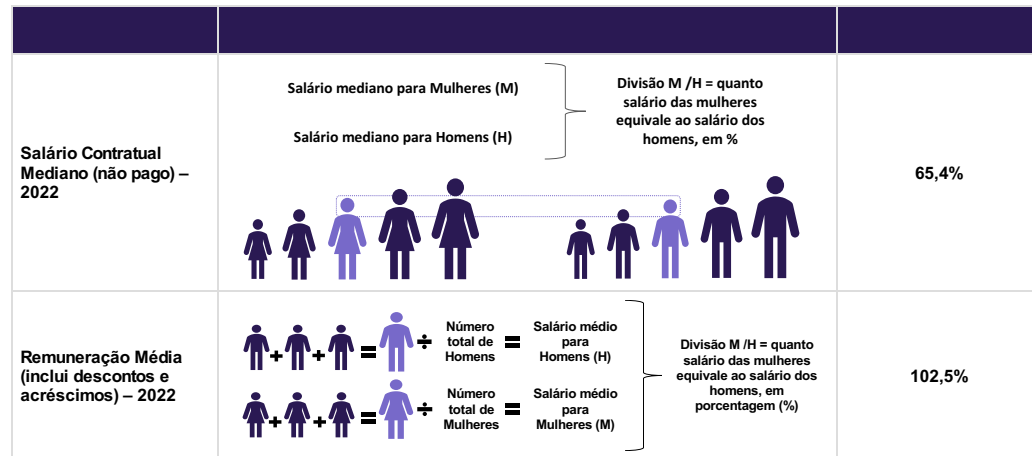 Salário mediano para Mulheres (M)
Salário mediano para Homens (H)
Divisão M /H = quanto
salário das mulheres
equivale ao salário dos
homens, em %
Salário Contratual
Mediano (não pago) –
2022
65,4%
Remuneração Média
(inclui descontos e
acréscimos) – 2022
+ + = ÷
Número
total de
Homens
=
Salário médio
para
Homens (H)
+ + = ÷
Número
total de
Mulheres
=
Salário médio
para
Mulheres (M)
Divisão M /H = quanto
salário das mulheres
equivale ao salário dos
homens, em
porcentagem (%)
102,5%